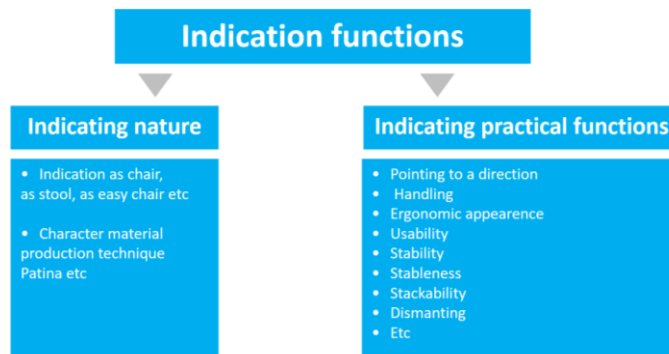 Indication functions
Indicating nature
• Indication as chair,
as stool, as easy chair etc
• Character material
production technique
Patina etc
Indicating practical functions
• Pointing to a direction
• Handling
• Ergonomic appearence
• Usability
• Stability
• Stableness
• Stackability
• Dismanting
• Etc